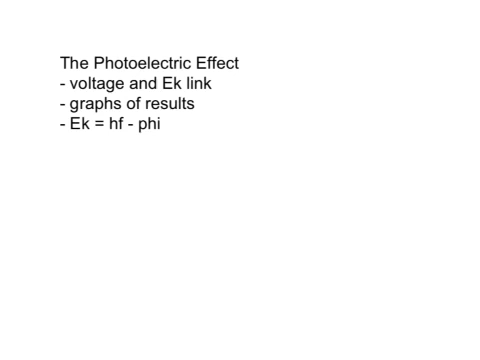 The Photoelectric Effect
- voltage and Ek link
- graphs of results
- Ek = hf - phi